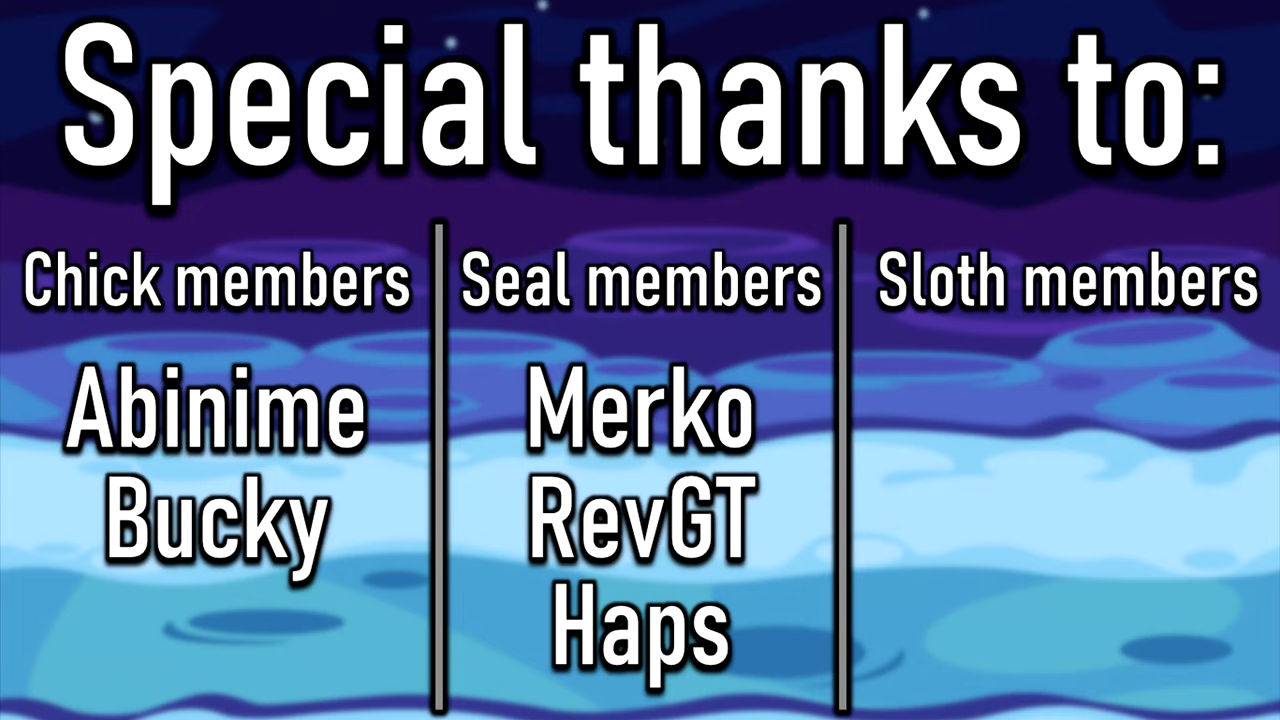 Special thanks to:
Chick members
Abinime
Bucky
Seal members
Merko
RevGT
Haps
Sloth members